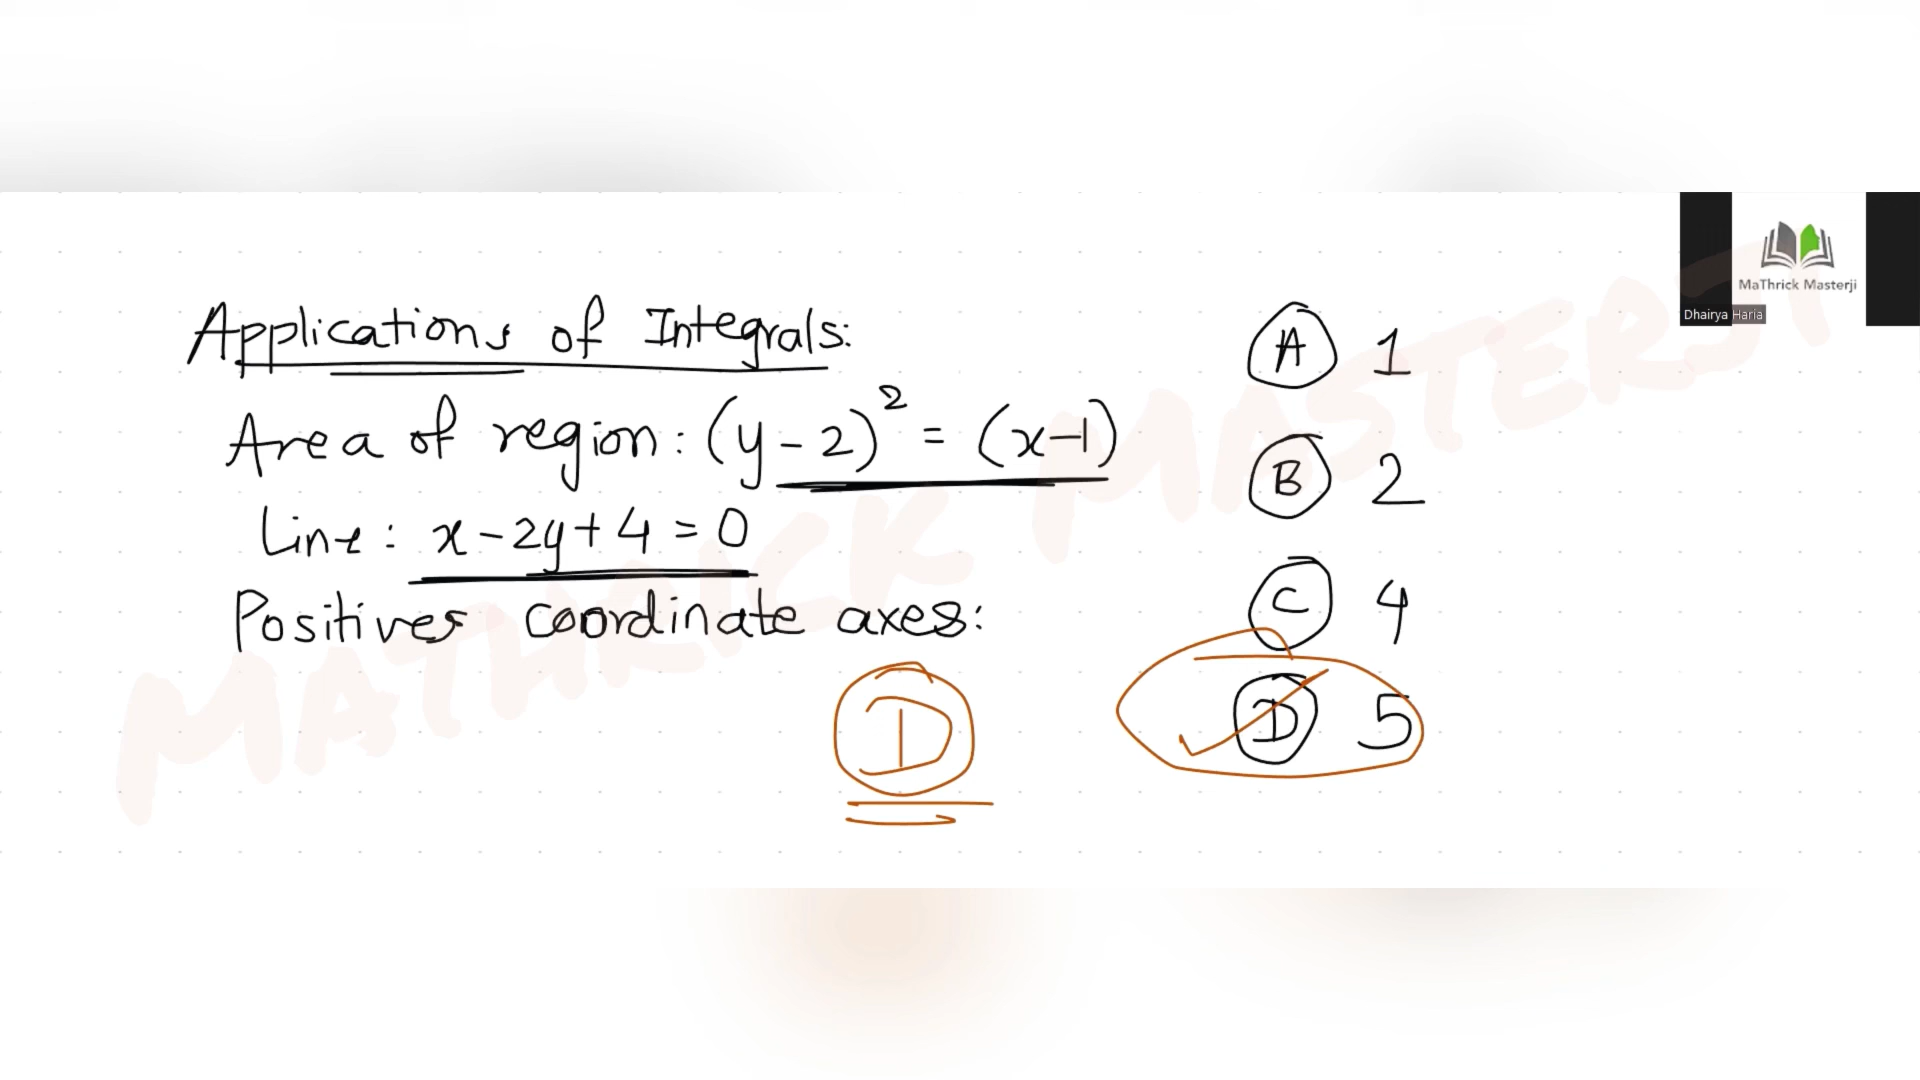 Applications of Integrals:
Area of region: (y-2)² = (x-1)
Line: x-2y+4=0
Positives coordinate axes:
D
A 1
B 2
C 4
D 5
MaThrick Masterji
Dhairya Haria
MATHRICK MASTERJI